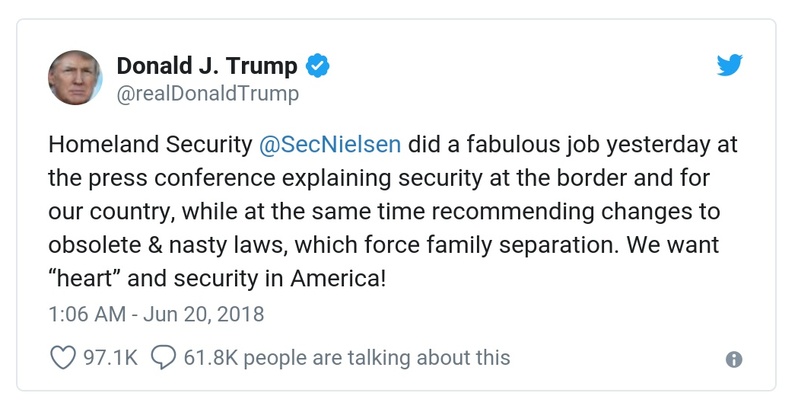 Donald J. Trump
@realDonaldTrump
Homeland Security @SecNielsen did a fabulous job yesterday at
the press conference explaining security at the border and for
our country, while at the same time recommending changes to
obsolete & nasty laws, which force family separation. We want
“heart” and security in America!
1:06 AM - Jun 20, 2018
97.1K 61.8K people are talking about this